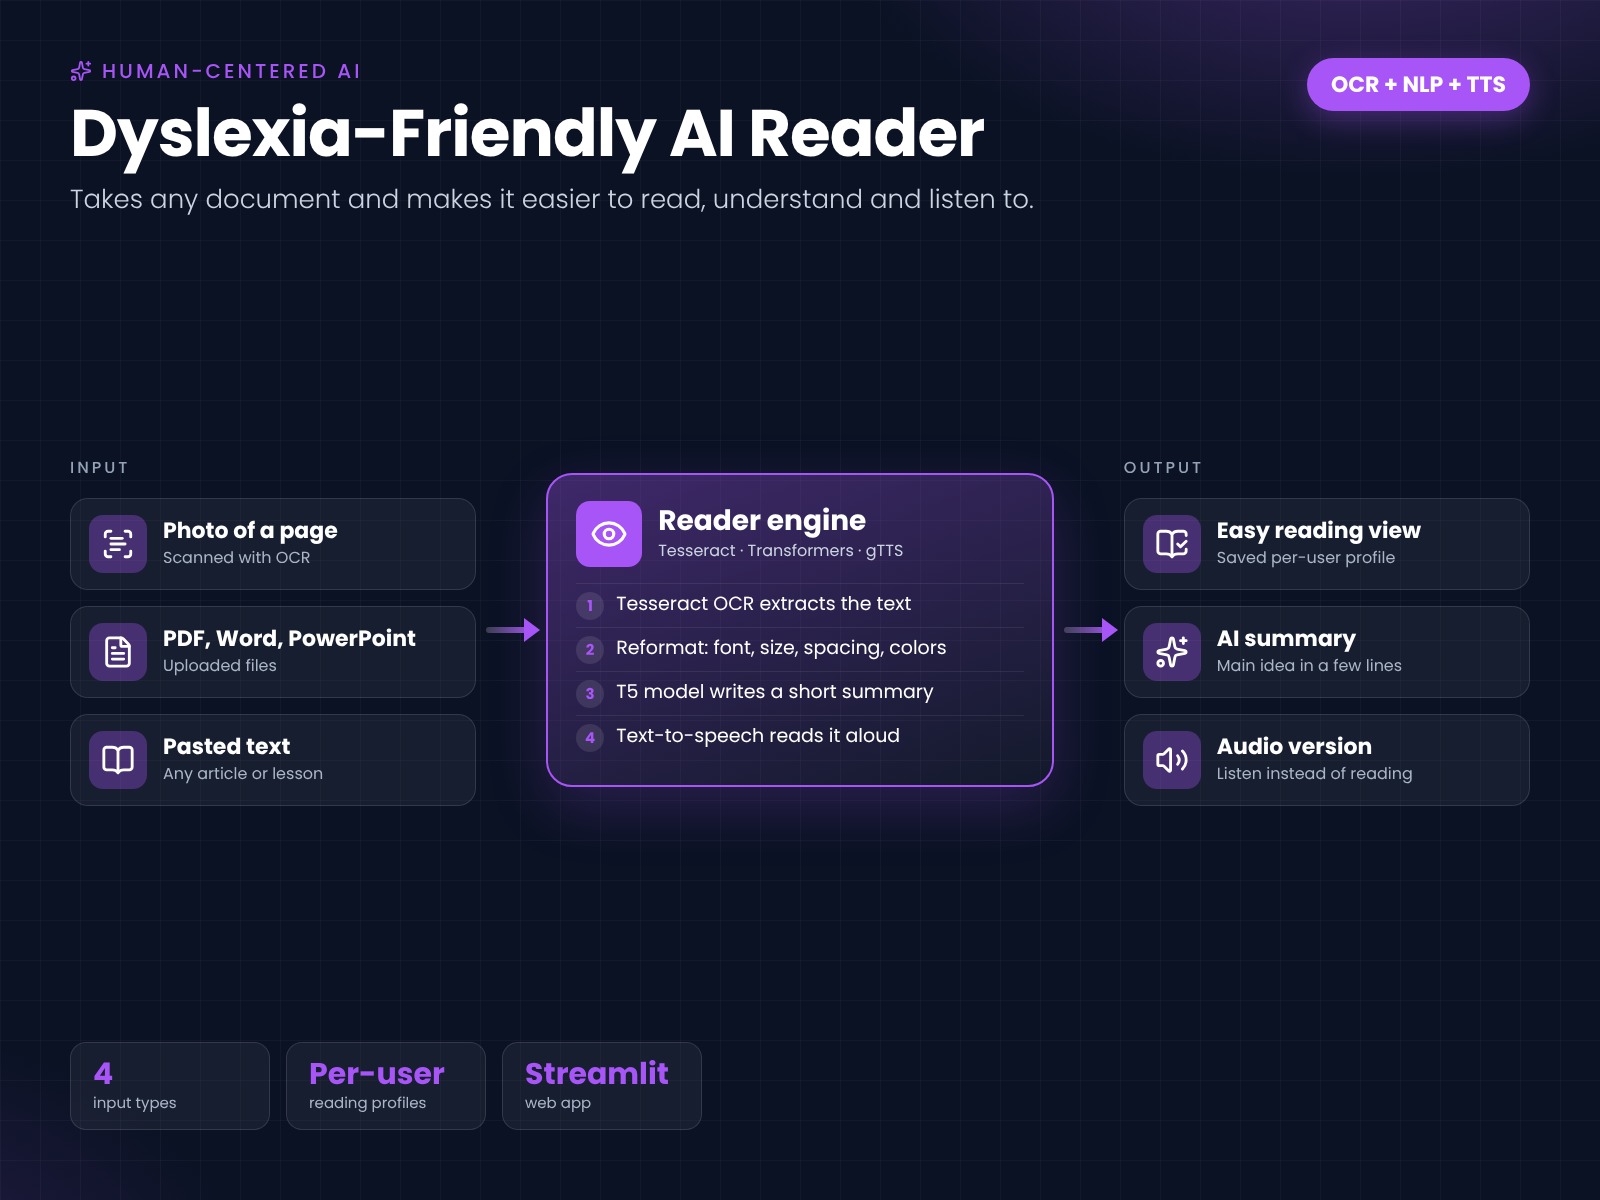 HUMAN-CENTERED AI
OCR + NLP + TTS
Dyslexia-Friendly AI Reader
Takes any document and makes it easier to read, understand and listen to.
INPUT
Photo of a page
Scanned with OCR
PDF, Word, PowerPoint
Uploaded files
Pasted text
Any article or lesson
Reader engine
Tesseract · Transformers · gTTS
1 Tesseract OCR extracts the text
2 Reformat: font, size, spacing, colors
3 T5 model writes a short summary
4 Text-to-speech reads it aloud
OUTPUT
Easy reading view
Saved per-user profile
AI summary
Main idea in a few lines
Audio version
Listen instead of reading
4
input types
Per-user
reading profiles
Streamlit
web app